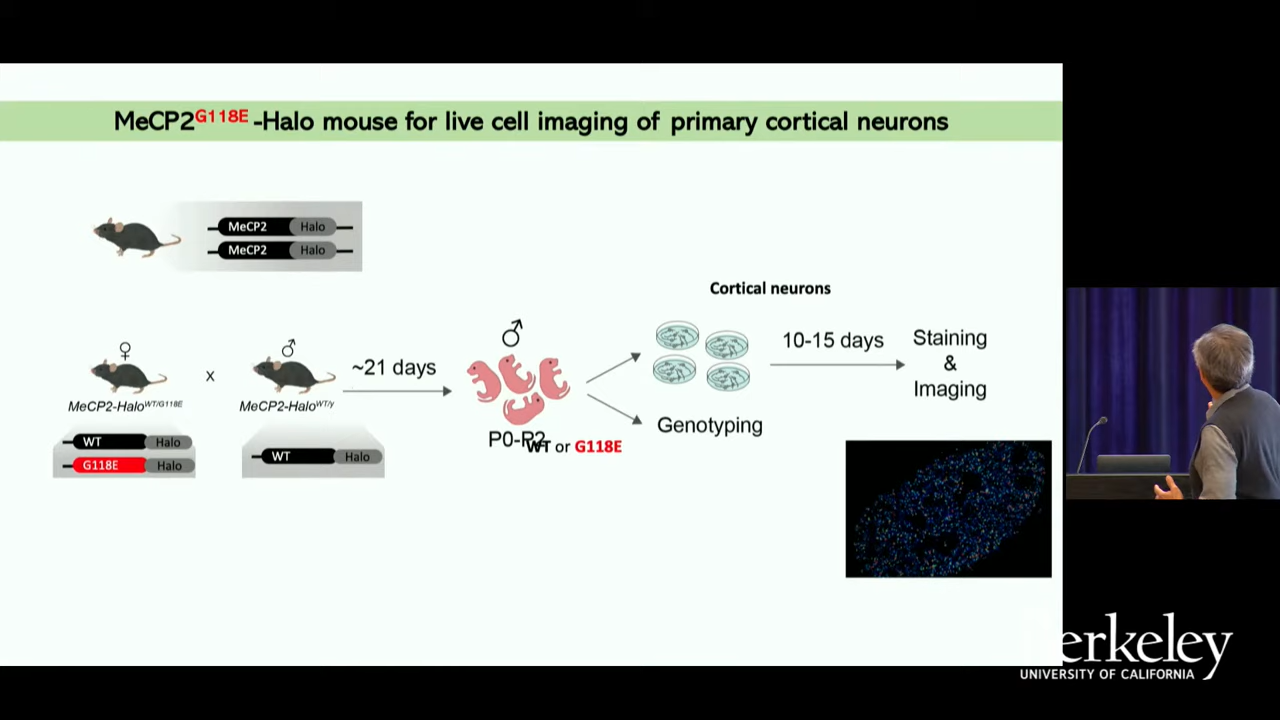 MeCP2G118E -Halo mouse for live cell imaging of primary cortical neurons
MeCP2 Halo
MeCP2 Halo
Cortical neurons
♀
♂
♂
MeCP2-HaloWT/G118E
x
MeCP2-HaloWT/y
~21 days
10-15 days
Staining
&
Imaging
WT Halo
G118E Halo
WT Halo
P0-P2
WT or G118E
Genotyping
Berkeley
UNIVERSITY OF CALIFORNIA